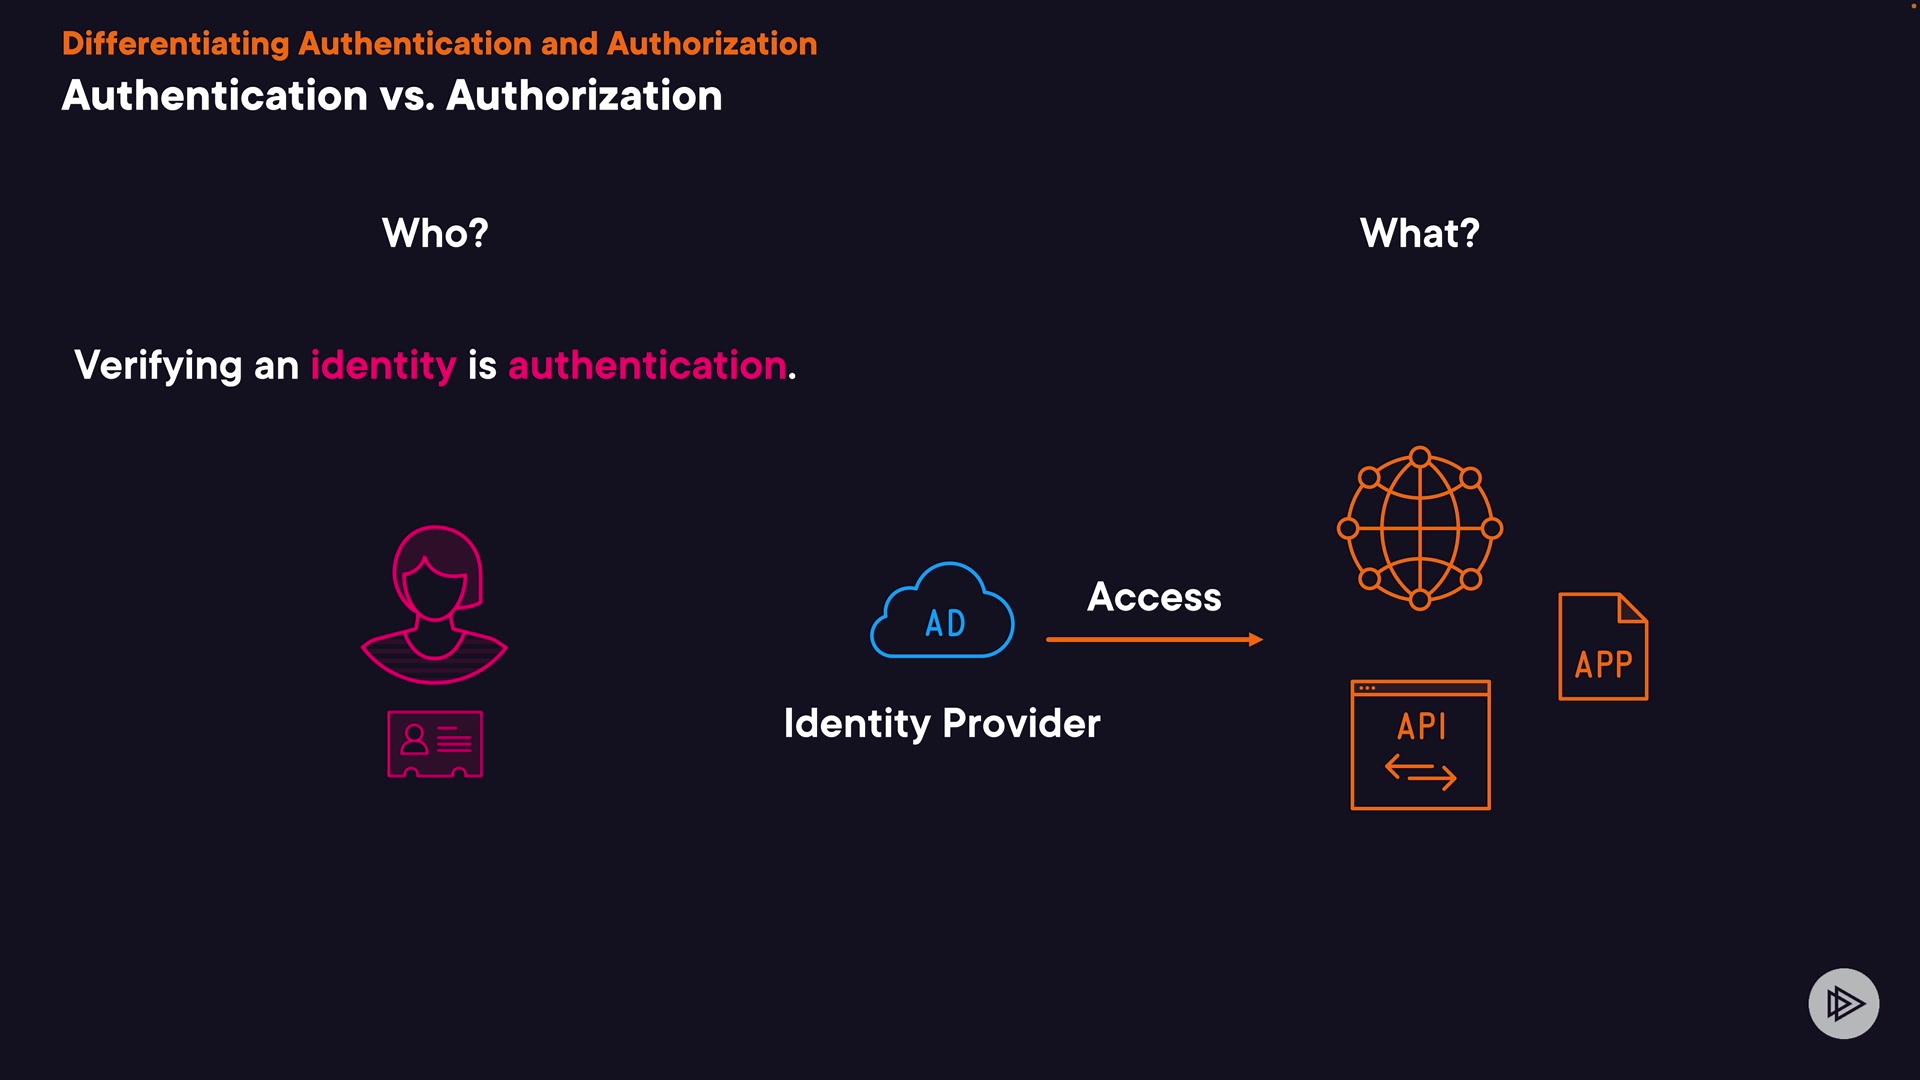 Differentiating Authentication and Authorization
Authentication vs. Authorization
Who?
What?
Verifying an identity is authentication.
AD
Access
Identity Provider
APP
API